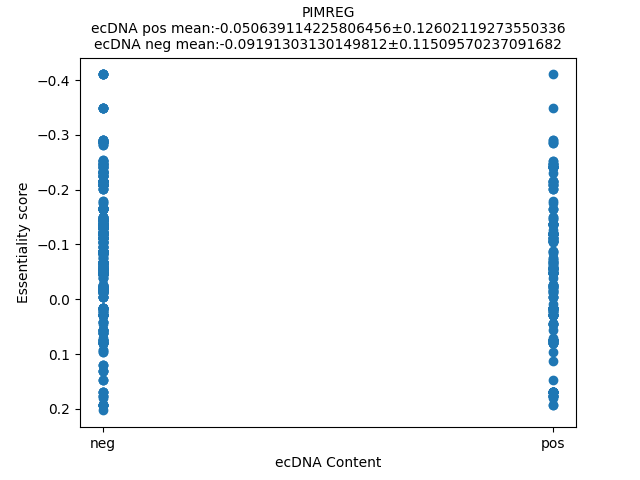 PIMREG
ecDNA pos mean:-0.050639114225806456±0.12602119273550336
ecDNA neg mean:-0.09191303130149812±0.11509570237091682
−0.4
−0.3
−0.2
−0.1
0.0
0.1
0.2
Essentiality score
neg
pos
ecDNA Content